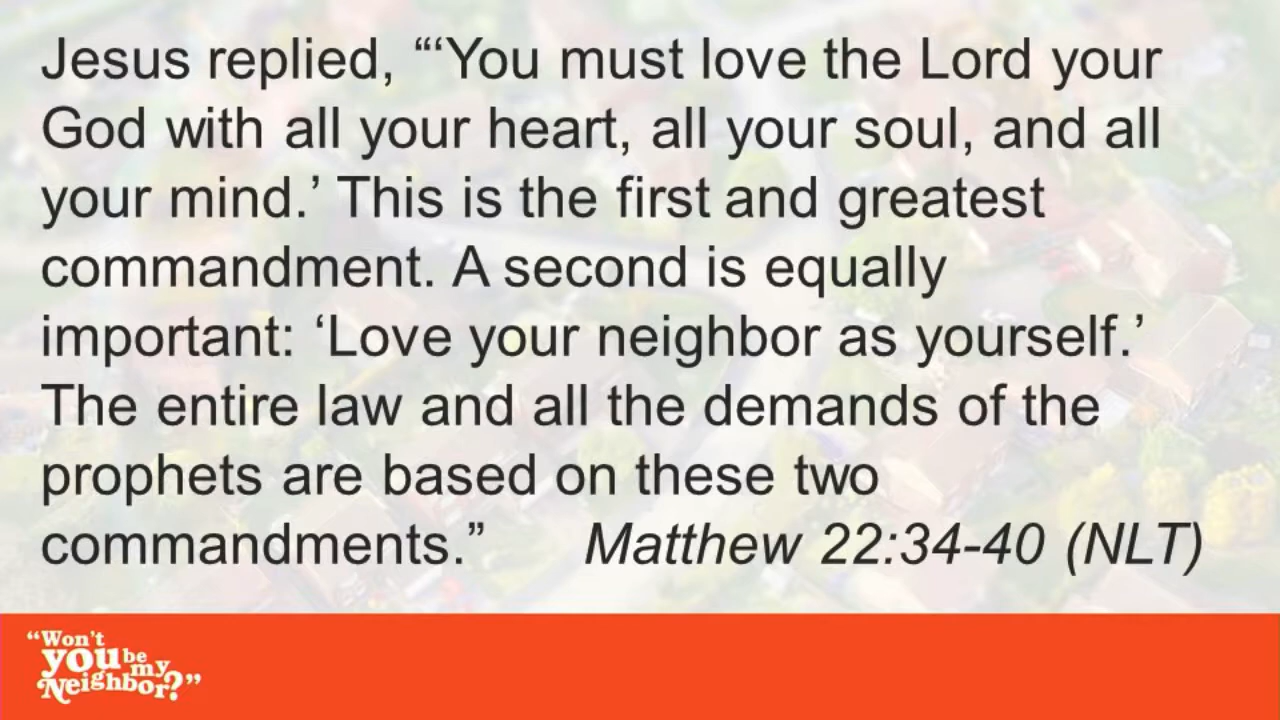 Jesus replied, “‘You must love the Lord your
God with all your heart, all your soul, and all
your mind.’ This is the first and greatest
commandment. A second is equally
important: ‘Love your neighbor as yourself.’
The entire law and all the demands of the
prophets are based on these two
commandments.” Matthew 22:34-40 (NLT)
“Won’t
you be my
Neighbor?”